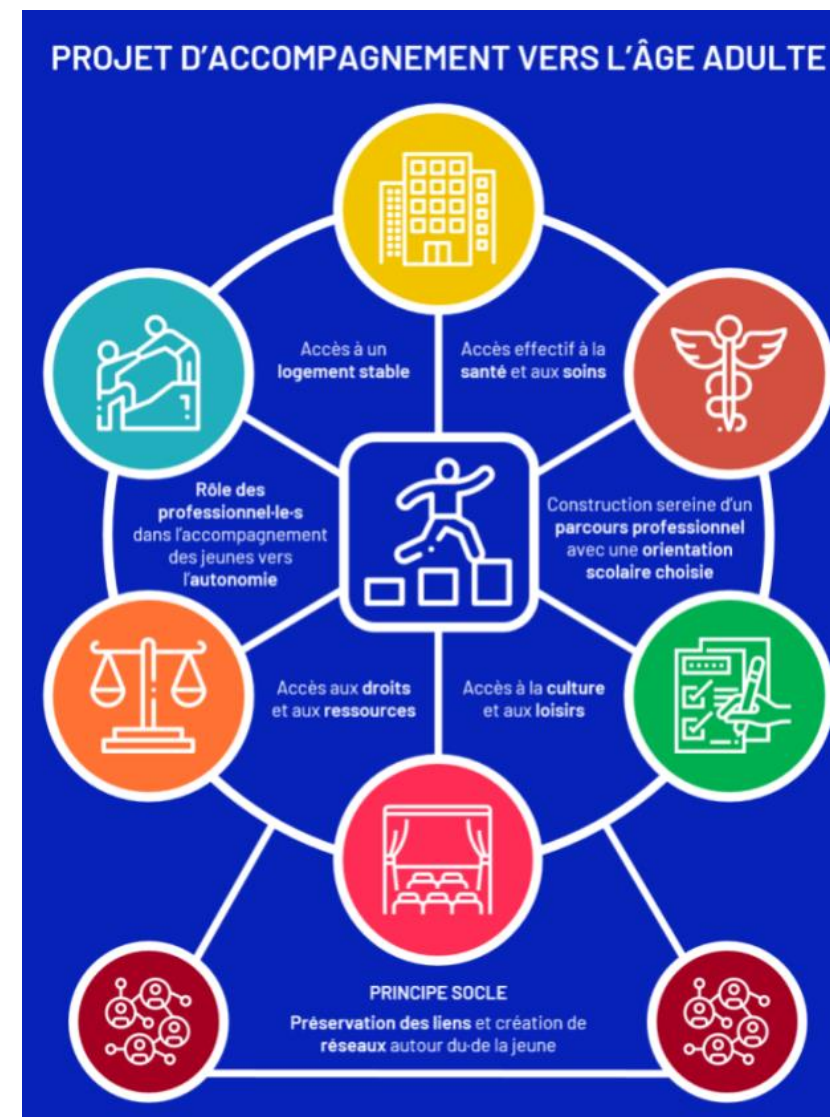 PROJET D'ACCOMPAGNEMENT VERS L'ÂGE ADULTE
Accès à un
logement stable
Accès effectif à la
santé et aux soins
Rôle des
professionnel·le·s
dans l'accompagnement
des jeunes vers
l'autonomie
Construction sereine d'un
parcours professionnel
avec une orientation
scolaire choisie
Accès aux droits
et aux ressources
Accès à la culture
et aux loisirs
PRINCIPE SOCLE
Préservation des liens et création de
réseaux autour du·de la jeune